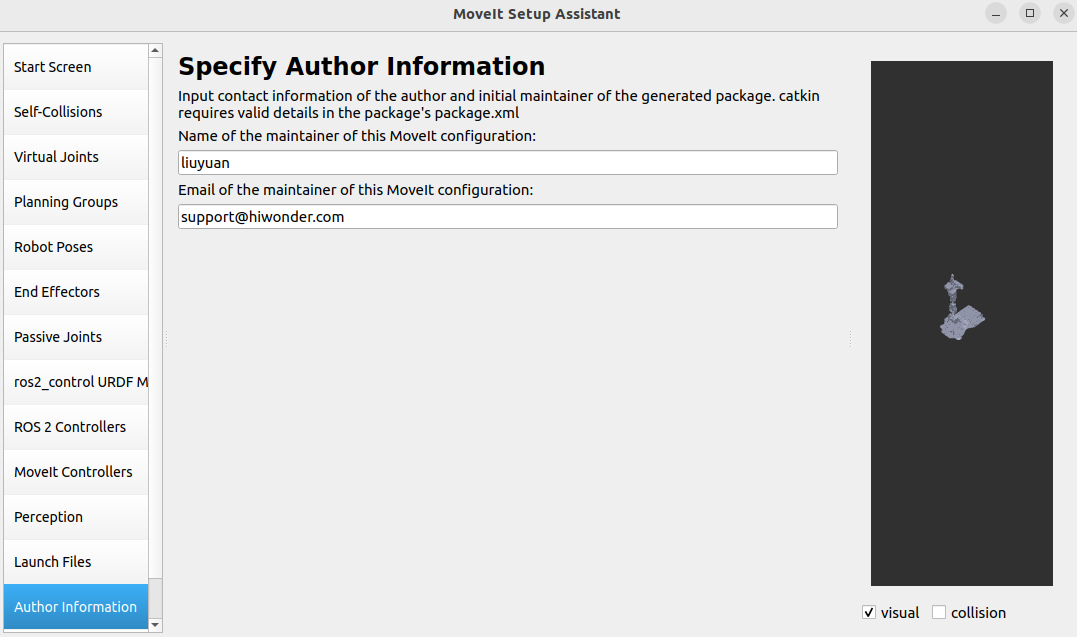 MoveIt Setup Assistant
Start Screen
Self-Collisions
Virtual Joints
Planning Groups
Robot Poses
End Effectors
Passive Joints
ros2_control URDF M
ROS 2 Controllers
MoveIt Controllers
Perception
Launch Files
Author Information
Specify Author Information
Input contact information of the author and initial maintainer of the generated package. catkin
requires valid details in the package's package.xml
Name of the maintainer of this MoveIt configuration:
liuyuan
Email of the maintainer of this MoveIt configuration:
support@hiwonder.com
visual
collision